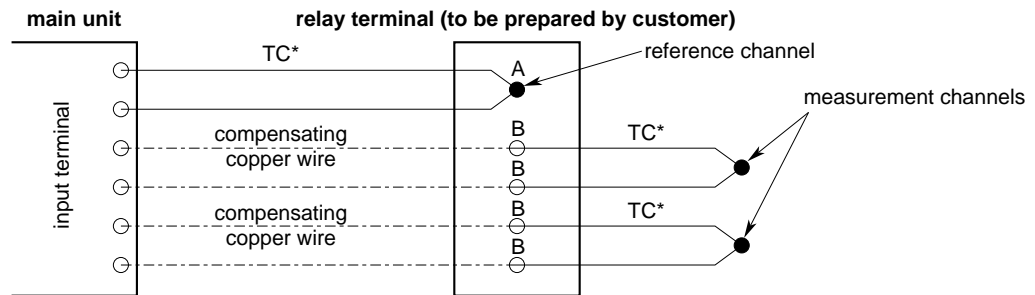 main unit
relay terminal (to be prepared by customer)
TC*
A
reference channel
measurement channels
input terminal
compensating
copper wire
B
TC*
B
compensating
copper wire
B
TC*
B